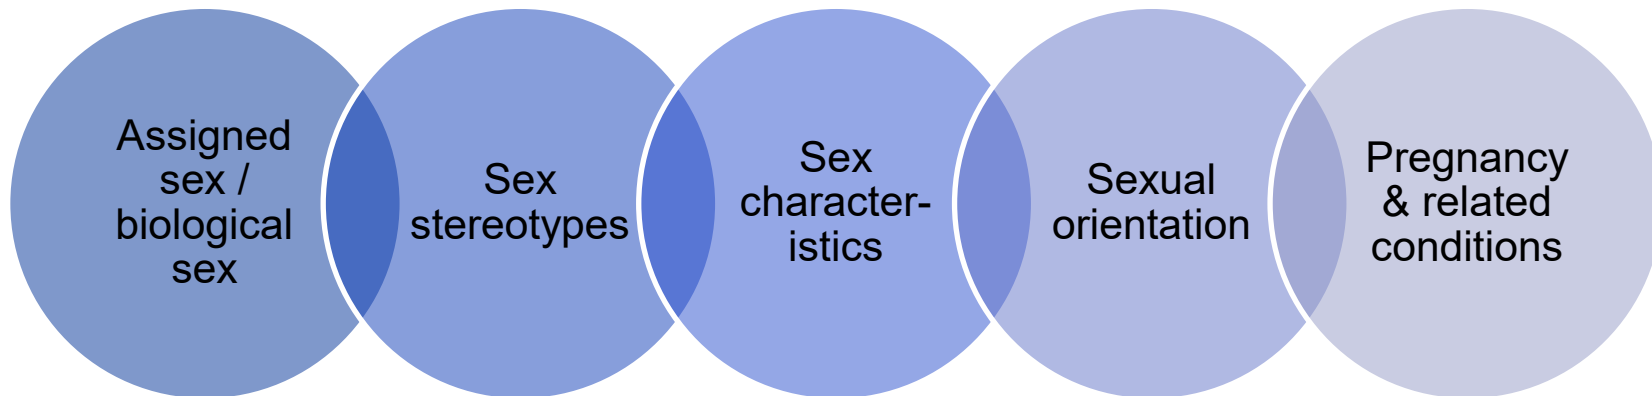 Assigned
sex /
biological
sex
Sex
stereotypes
Sex
character-
istics
Sexual
orientation
Pregnancy
& related
conditions